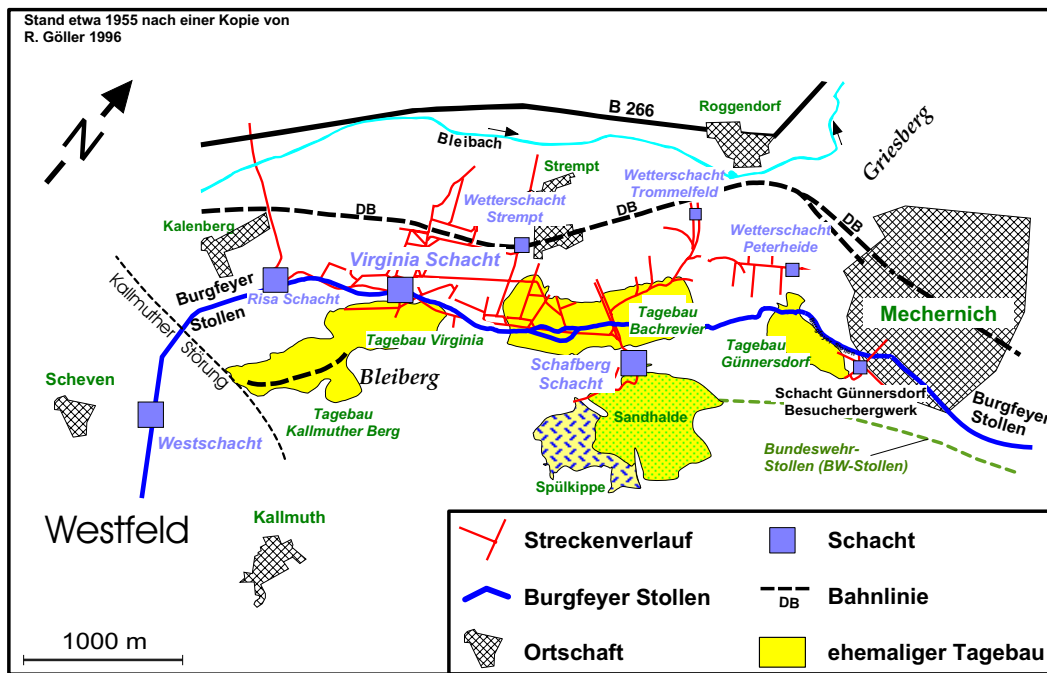 Stand etwa 1955 nach einer Kopie von
R. Göller 1996
N
B 266
Roggendorf
Bleibach
Griesberg
Strempt
Wetterschacht
Trommelfeld
Wetterschacht
Strempt
DB
DB
DB
Kalenberg
Wetterschacht
Peterheide
Virginia Schacht
Burgfeyer
Stollen
Risa Schacht
Kallmuther
Störung
Mechernich
Tagebau
Bachrevier
Tagebau Virginia
Tagebau
Günnersdorf
Schafberg
Schacht
Bleiberg
Scheven
Schacht Günnersdorf
Besucherbergwerk
Burgfeyer
Stollen
Tagebau
Kallmuther Berg
Sandhalde
Westschacht
Bundeswehr-
Stollen (BW-Stollen)
Spülkippe
Westfeld
Kallmuth
1000 m
Streckenverlauf
Schacht
Burgfeyer Stollen
DB
Bahnlinie
Ortschaft
ehemaliger Tagebau